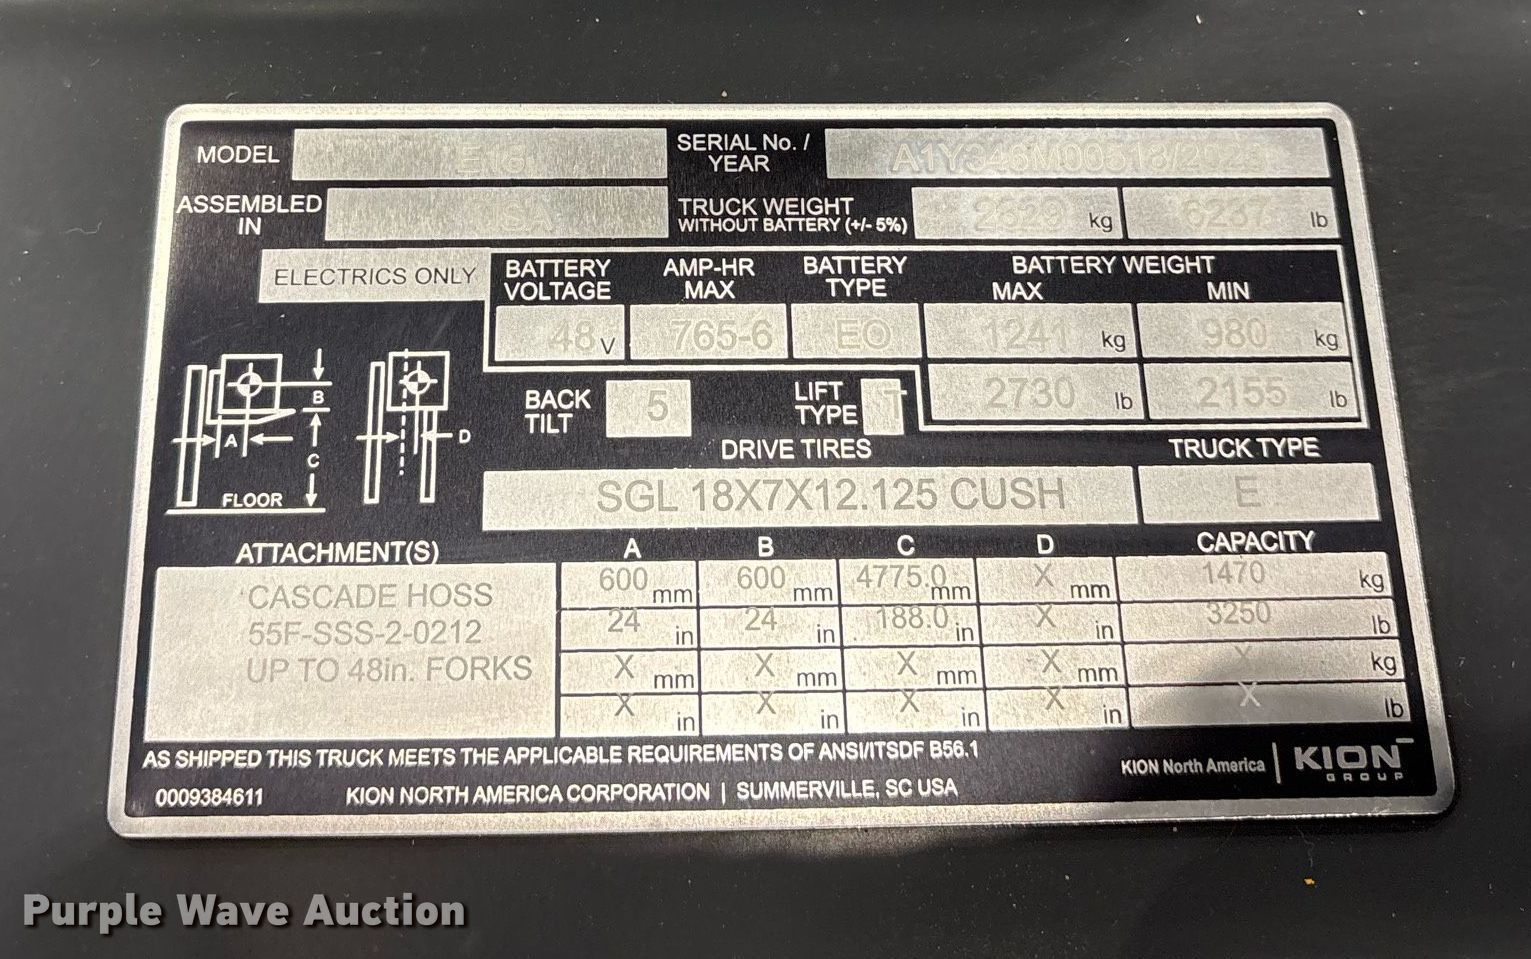 MODEL
SERIAL No. / YEAR
ASSEMBLED IN
TRUCK WEIGHT WITHOUT BATTERY (+/- 5%) kg lb
ELECTRICS ONLY
BATTERY VOLTAGE AMP-HR MAX BATTERY TYPE BATTERY WEIGHT
MAX MIN
48 V 765-6 EO 1241 kg 980 kg
2730 lb 2155 lb
BACK TILT 5 LIFT TYPE T
B
A
C
D
FLOOR
DRIVE TIRES TRUCK TYPE
SGL 18X7X12.125 CUSH E
ATTACHMENT(S) A B C D CAPACITY
CASCADE HOSS
55F-SSS-2-0212
UP TO 48in. FORKS
600 mm 600 mm 4775.0 mm X mm 1470 kg
24 in 24 in 188.0 in X in 3250 lb
X mm X mm X mm X mm X kg
X in X in X in X in X lb
AS SHIPPED THIS TRUCK MEETS THE APPLICABLE REQUIREMENTS OF ANSI/ITSDF B56.1
0009384611 KION NORTH AMERICA CORPORATION | SUMMERVILLE, SC USA
KION North America | KION GROUP
Purple Wave Auction